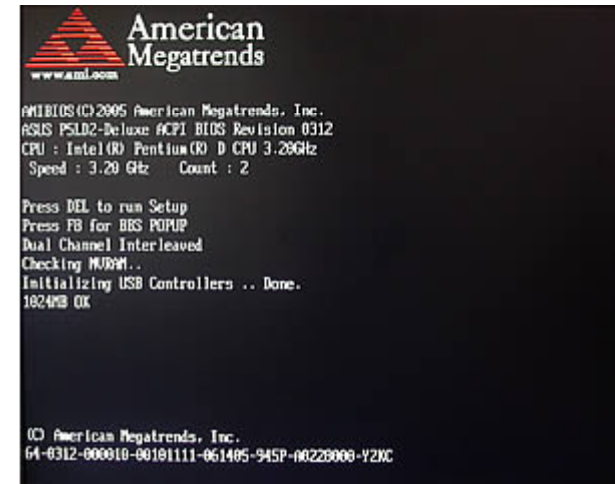 American
Megatrends
www.ami.com
AMIBIOS(C)2005 American Megatrends, Inc.
ASUS P5LD2-Deluxe ACPI BIOS Revision 0312
CPU : Intel(R) Pentium(R) D CPU 3.20GHz
Speed : 3.20 GHz Count : 2
Press DEL to run Setup
Press F8 for BBS POPUP
Dual Channel Interleaved
Checking NVRAM..
Initializing USB Controllers .. Done.
1024MB OK
(C) American Megatrends, Inc.
64-0312-000010-00101111-061405-945P-A0228000-Y2KC